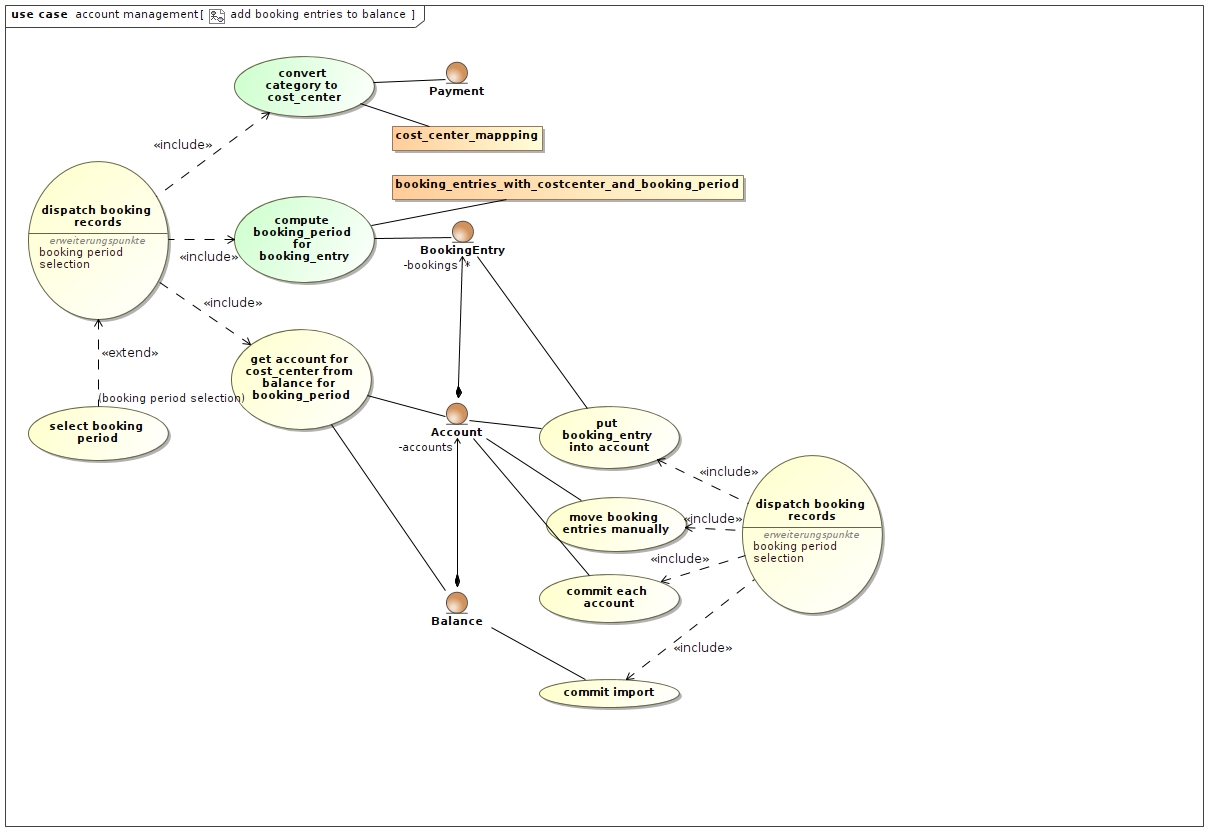 use case account management[ add booking entries to balance ]
convert
category to
cost_center
Payment
cost_center_mappping
«include»
booking_entries_with_costcenter_and_booking_period
dispatch booking
records
erweiterungspunkte
booking period
selection
«include»
compute
booking_period
for
booking_entry
BookingEntry
-bookings *
«include»
«extend»
(booking period selection)
select booking
period
get account for
cost_center from
balance for
booking_period
Account
-accounts
put
booking_entry
into account
«include»
move booking
entries manually
«include»
dispatch booking
records
erweiterungspunkte
booking period
selection
«include»
commit each
account
Balance
«include»
commit import